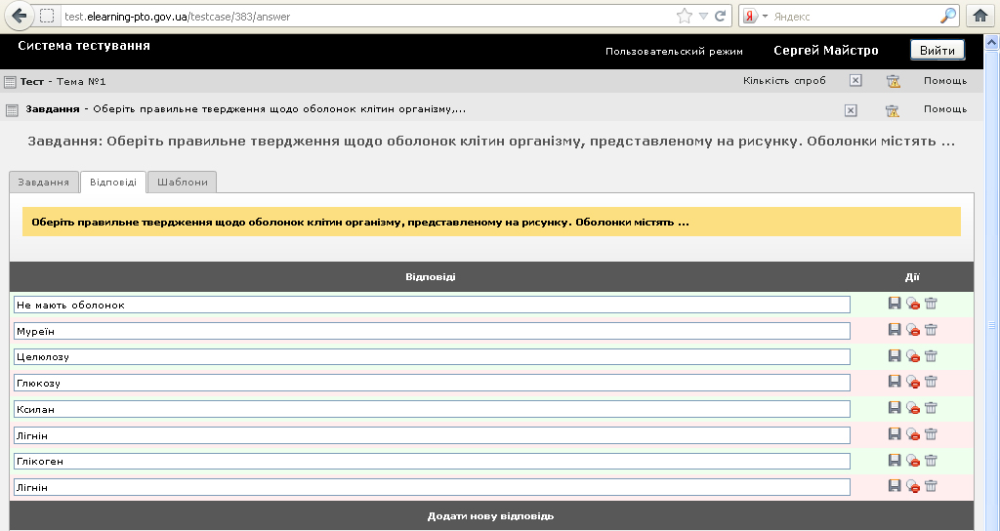 test.elearning-pto.gov.ua/testcase/383/answer
Яндекс
Система тестування
Пользовательский режим
Сергей Майстро
Вийти
Тест - Тема №1
Кількість спроб
Помощь
Завдання - Оберіть правильне твердження щодо оболонок клітин організму,...
Помощь
Завдання: Оберіть правильне твердження щодо оболонок клітин організму, представленому на рисунку. Оболонки містять ...
Завдання
Відповіді
Шаблони
Оберіть правильне твердження щодо оболонок клітин організму, представленому на рисунку. Оболонки містять ...
Відповіді
Дії
Не мають оболонок
Муреїн
Целюлозу
Глюкозу
Ксилан
Лігнін
Глікоген
Лігнін
Додати нову відповідь